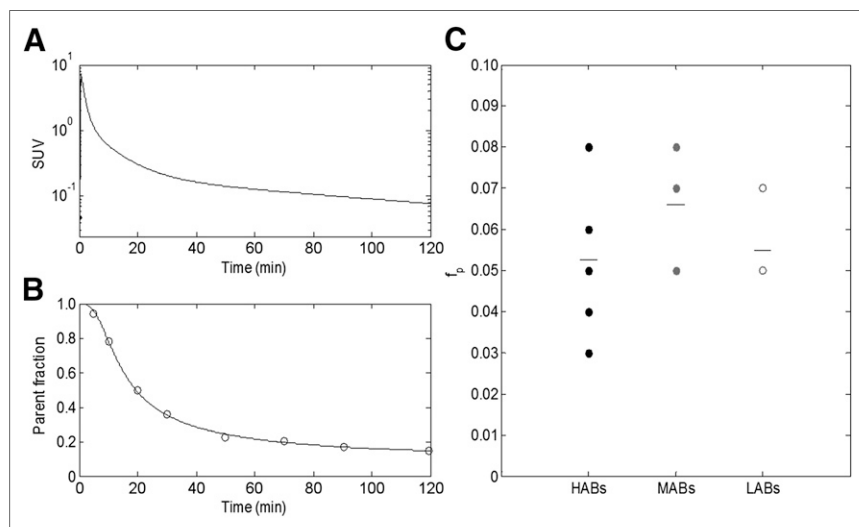 A
SUV
10^1
10^0
10^-1
0 20 40 60 80 100 120
Time (min)
B
Parent fraction
1.0
0.8
0.6
0.4
0.2
0
0 20 40 60 80 100 120
Time (min)
C
f_p
0.10
0.09
0.08
0.07
0.06
0.05
0.04
0.03
0.02
0.01
0.00
HABs MABs LABs